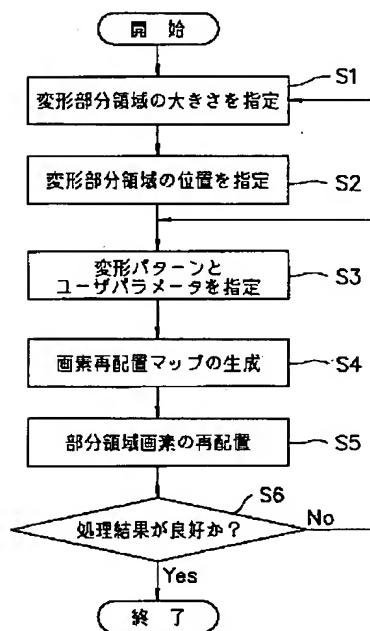 開 始
変形部分領域の大きさを指定
S1
変形部分領域の位置を指定
S2
変形パターンと
ユーザパラメータを指定
S3
画素再配置マップの生成
S4
部分領域画素の再配置
S5
処理結果が良好か?
S6
No
Yes
終 了